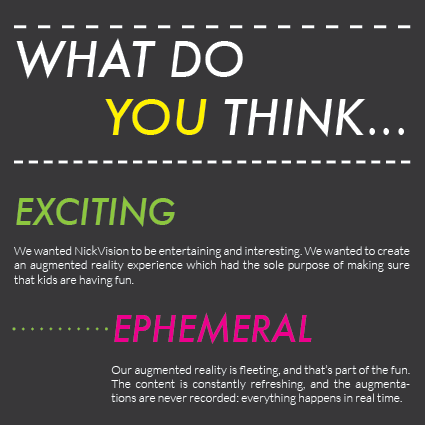 WHAT DO
YOU THINK...
EXCITING
We wanted NickVision to be entertaining and interesting. We wanted to create
an augmented reality experience which had the sole purpose of making sure
that kids are having fun.
EPHEMERAL
Our augmented reality is fleeting, and that's part of the fun.
The content is constantly refreshing, and the augmenta-
tions are never recorded: everything happens in real time.